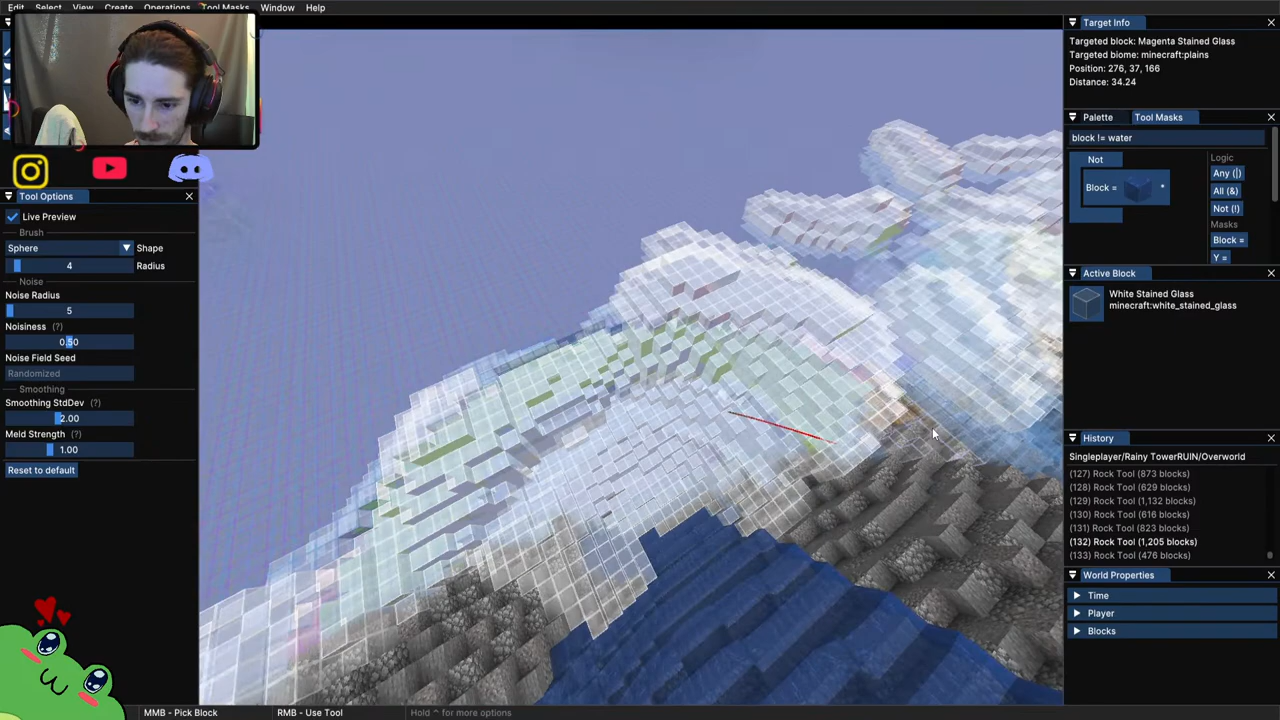 Edit Select View Create Operations Tool Masks Window Help
Tool Options
Live Preview
Brush
Sphere Shape
4 Radius
Noise
Noise Radius
5
Noisiness (?)
0.50
Noise Field Seed
Randomized
Smoothing
Smoothing StdDev (?)
2.00
Meld Strength (?)
1.00
Reset to default
Target Info
Targeted block: Magenta Stained Glass
Targeted biome: minecraft:plains
Position: 276, 37, 166
Distance: 34.24
Palette Tool Masks
block != water
Not
Block = *
Logic
Any (|)
All (&)
Not (!)
Masks
Block =
Y =
Active Block
White Stained Glass
minecraft:white_stained_glass
History
Singleplayer/Rainy TowerRUIN/Overworld
(127) Rock Tool (873 blocks)
(128) Rock Tool (629 blocks)
(129) Rock Tool (1,132 blocks)
(130) Rock Tool (616 blocks)
(131) Rock Tool (823 blocks)
(132) Rock Tool (1,205 blocks)
(133) Rock Tool (476 blocks)
World Properties
Time
Player
Blocks
MMB - Pick Block RMB - Use Tool Hold ^ for more options